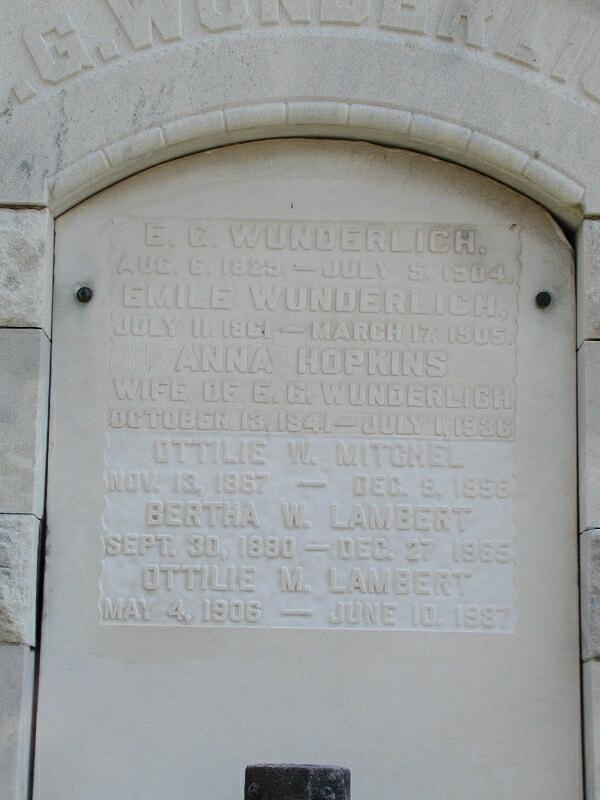 . G. WUNDERLI
E. G. WUNDERLICH.
AUG. 6. 1829. — JULY 5. 1904.
EMILE WUNDERLICH,
JULY 11. 1861 — MARCH 17. 1905.
ANNA HOPKINS
WIFE OF E. G. WUNDERLICH
OCTOBER 13, 1841 — JULY 1, 1936
OTTILIE W. MITCHEL
NOV. 13, 1867 — DEC. 9, 1956
BERTHA W. LAMBERT
SEPT. 30, 1880 — DEC. 27 1965
OTTILIE M. LAMBERT
MAY 4, 1906 — JUNE 10, 1987